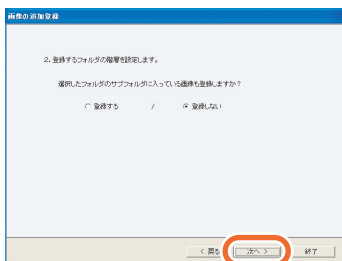 画像の追加登録
2. 登録するフォルダの階層を設定します。
選択したフォルダのサブフォルダに入っている画像も登録しますか？
登録する / 登録しない
< 戻る 次へ > 終了